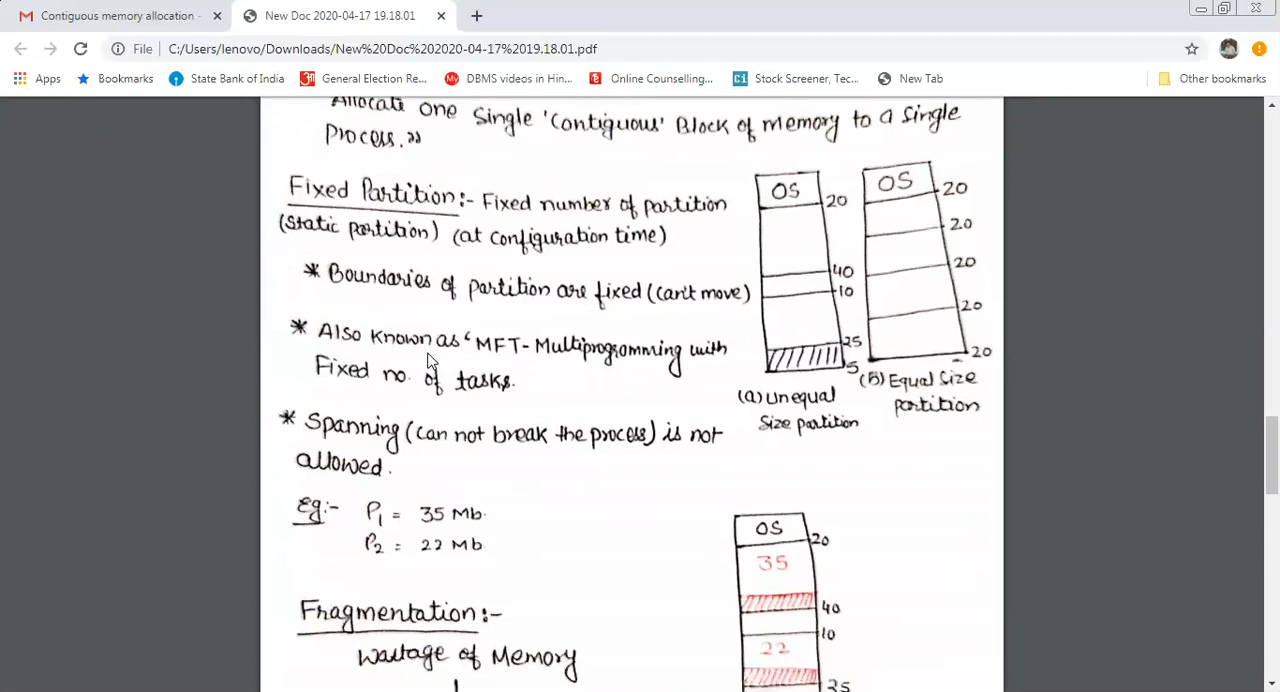 Contiguous memory allocation -
New Doc 2020-04-17 19.18.01
File | C:/Users/lenovo/Downloads/New%20Doc%202020-04-17%2019.18.01.pdf
Apps Bookmarks State Bank of India General Election Re... DBMS videos in Hin... Online Counselling... Stock Screener, Tec... New Tab Other bookmarks
Allocate one Single 'Contiguous' Block of memory to a Single
Process.»
Fixed Partition:- Fixed number of partition
(Static partition) (at configuration time)
* Boundaries of partition are fixed (can't move)
* Also known as ‘MFT-Multiprogramming with
Fixed no. of tasks.
* Spanning (can not break the process) is not
allowed.
Eg:- P1 = 35 Mb.
P2 = 22 Mb
Fragmentation:-
Wastage of Memory
OS
20
40
10
25
5
(a) Unequal
Size partition
OS
20
20
20
20
20
(B) Equal Size
partition
OS
20
35
40
10
22
25